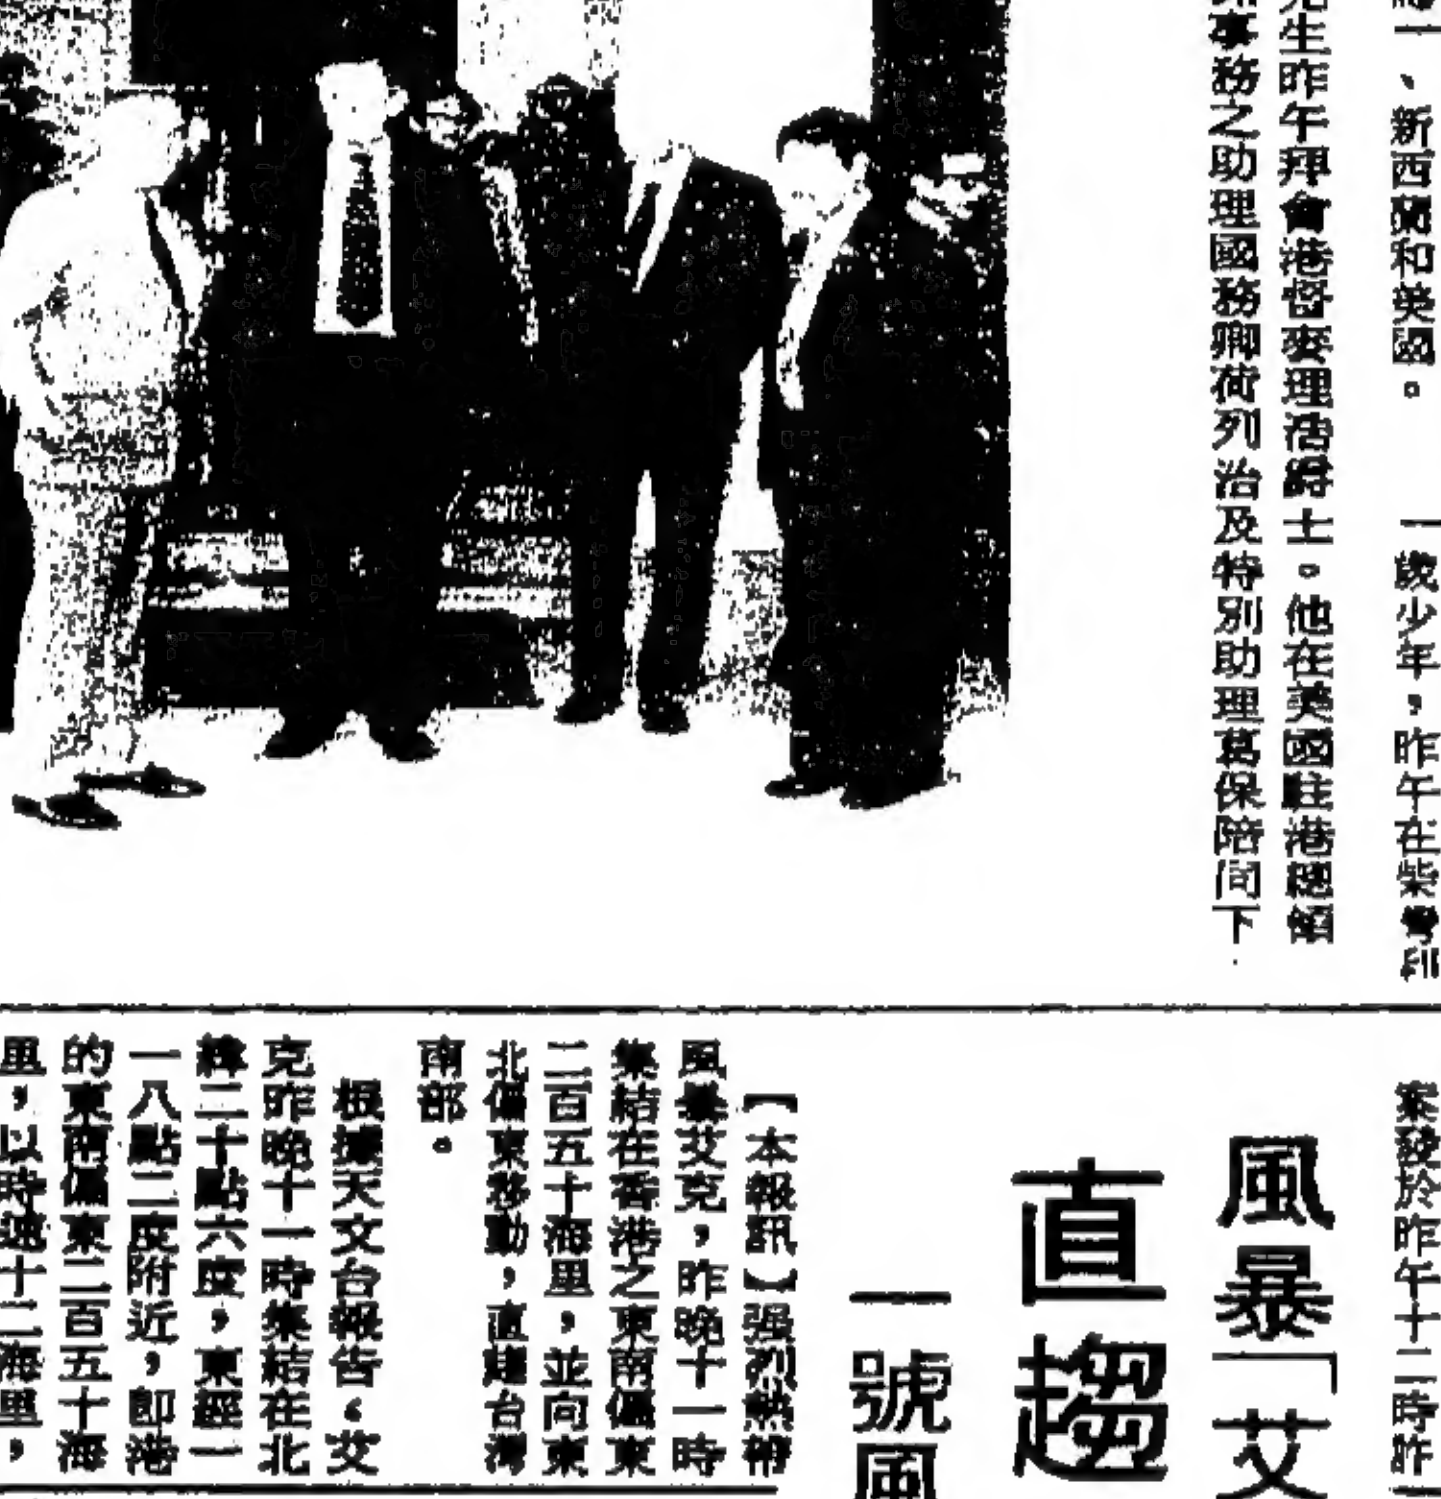 、新西蘭和美國。
一歲少年，昨午在柴灣利
生昨午拜會港督麥理浩爵士。他在美國駐港總領
事務之助理國務卿荷列治及特別助理葛保陪同下
案發於昨午十二時昨
風暴「艾
直趨
一號風
【本報訊】强烈熱帶
風暴艾克，昨晚十一時
集結在香港之東南偏東
二百五十海里，並向東
北偏東移動，直趨台灣
南部。
根據天文台報告，艾
克昨晚十一時集結在北
緯二十點六度，東經一
一八點二度附近，即港
的東南偏東二百五十海
里，以時速十二海里，